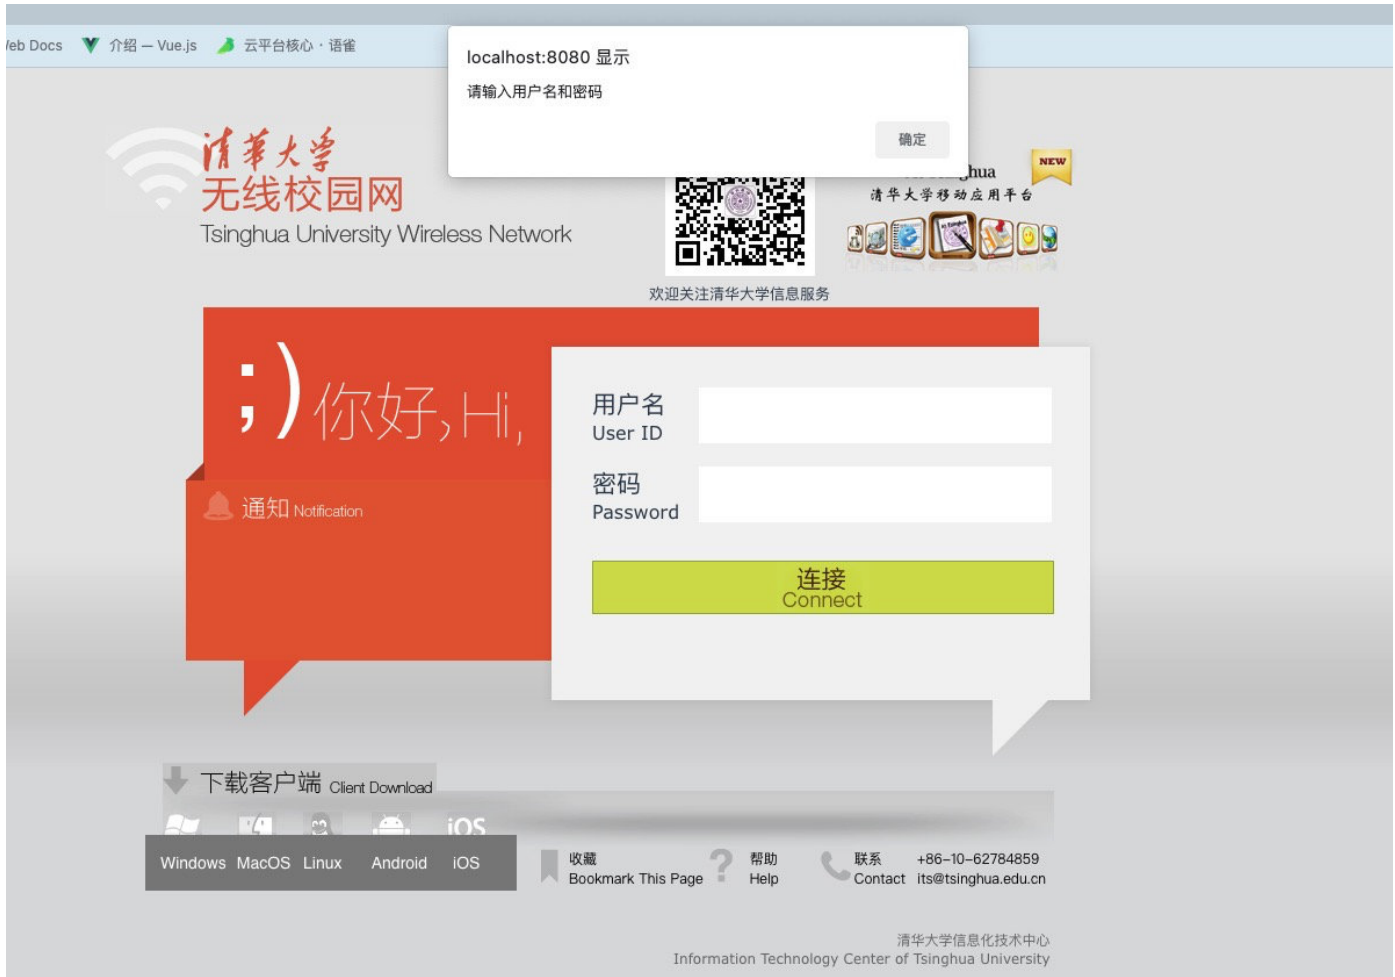 eb Docs 介绍 — Vue.js 云平台核心 · 语雀
localhost:8080 显示
请输入用户名和密码
确定
清華大学
无线校园网
Tsinghua University Wireless Network
欢迎关注清华大学信息服务
NEW
hua
清华大学移动应用平台
;)你好,Hi,
通知 Notification
用户名
User ID
密码
Password
连接
Connect
下载客户端 Client Download
iOS
Windows MacOS Linux Android iOS
收藏
Bookmark This Page
帮助
Help
联系 +86-10-62784859
Contact its@tsinghua.edu.cn
清华大学信息化技术中心
Information Technology Center of Tsinghua University